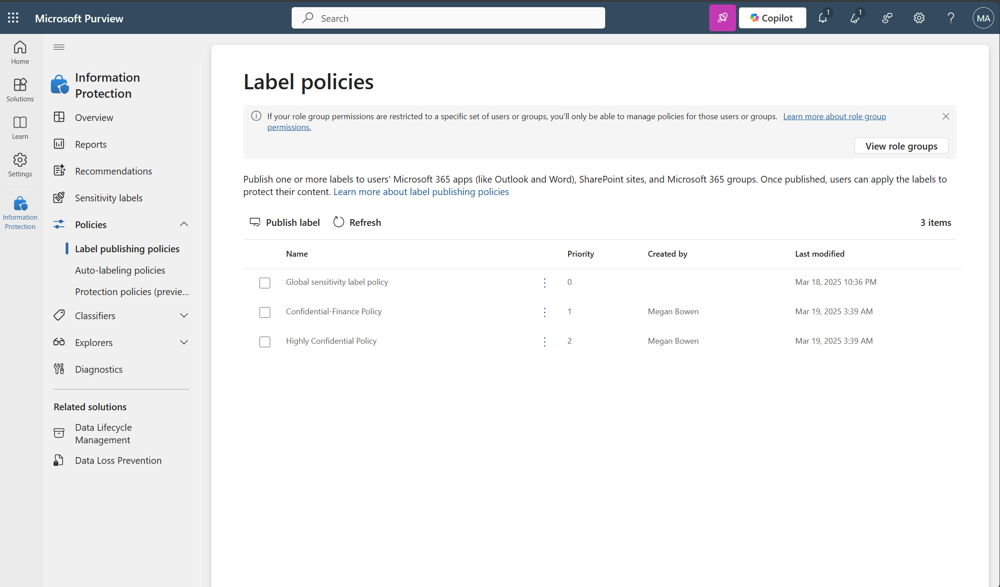 Microsoft Purview
Search
Copilot
1
1
MA
Home
Solutions
Learn
Settings
Information
Protection
Information
Protection
Overview
Reports
Recommendations
Sensitivity labels
Policies
Label publishing policies
Auto-labeling policies
Protection policies (previe...
Classifiers
Explorers
Diagnostics
Related solutions
Data Lifecycle
Management
Data Loss Prevention
Label policies
If your role group permissions are restricted to a specific set of users or groups, you'll only be able to manage policies for those users or groups. Learn more about role group
permissions.
View role groups
Publish one or more labels to users' Microsoft 365 apps (like Outlook and Word), SharePoint sites, and Microsoft 365 groups. Once published, users can apply the labels to
protect their content. Learn more about label publishing policies
Publish label Refresh 3 items
Name Priority Created by Last modified
Global sensitivity label policy 0 Mar 18, 2025 10:36 PM
Confidential-Finance Policy 1 Megan Bowen Mar 19, 2025 3:39 AM
Highly Confidential Policy 2 Megan Bowen Mar 19, 2025 3:39 AM